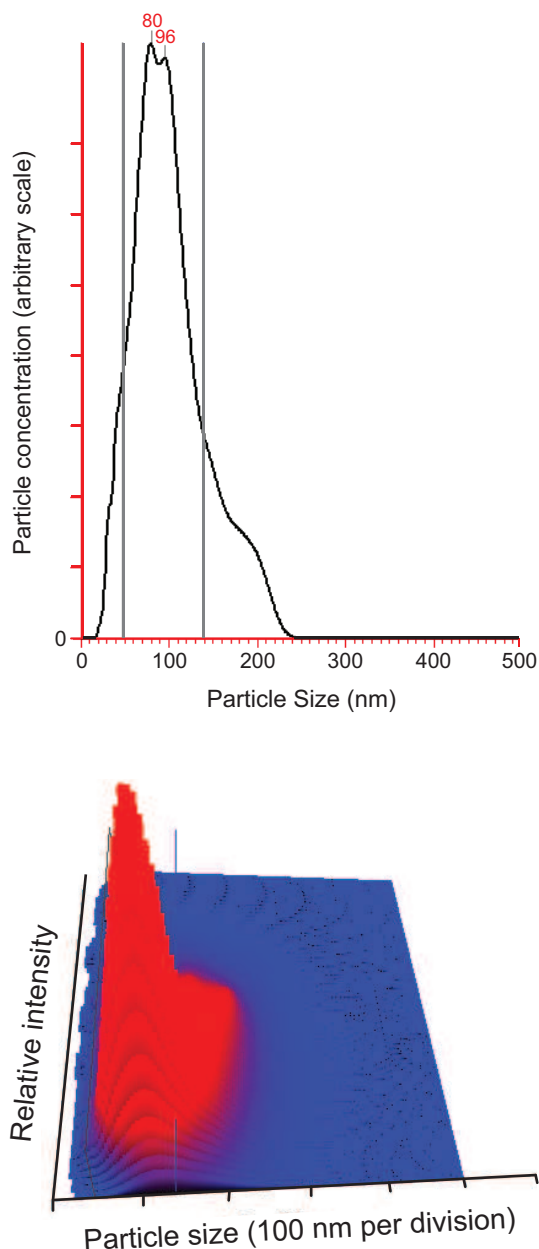 80
96
Particle concentration (arbitrary scale)
0
0 100 200 300 400 500
Particle Size (nm)
Relative intensity
Particle size (100 nm per division)